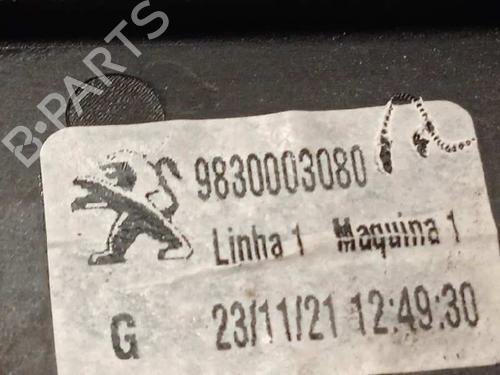 B-PARTS
9830003080
Linha 1 Maquina 1
G 23/11/21 12:49:30